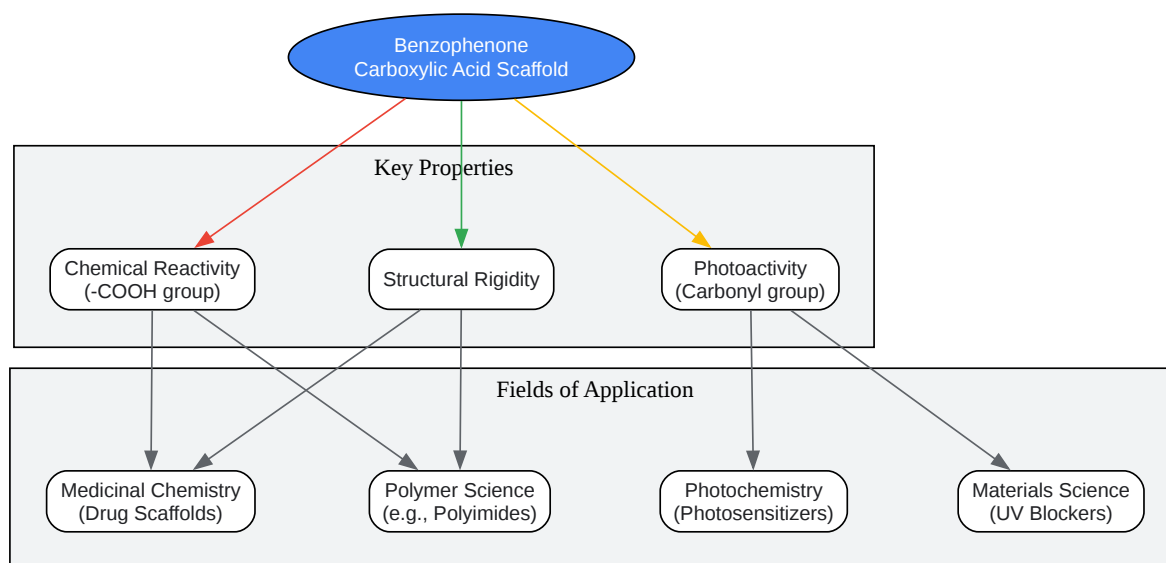 Benzophenone
Carboxylic Acid Scaffold
Key Properties
Chemical Reactivity
(-COOH group)
Structural Rigidity
Photoactivity
(Carbonyl group)
Fields of Application
Medicinal Chemistry
(Drug Scaffolds)
Polymer Science
(e.g., Polyimides)
Photochemistry
(Photosensitizers)
Materials Science
(UV Blockers)